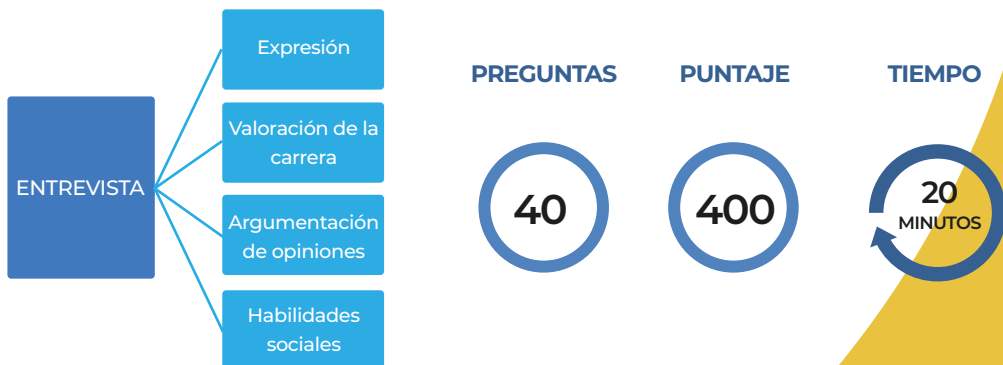 ENTREVISTA
Expresión
Valoración de la
carrera
Argumentación
de opiniones
Habilidades
sociales
PREGUNTAS
40
PUNTAJE
400
TIEMPO
20
MINUTOS